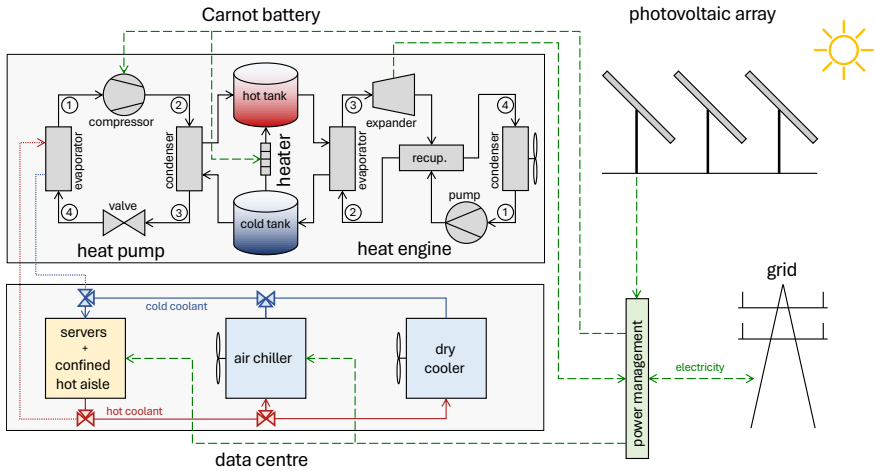 Carnot battery
photovoltaic array
1
compressor
2
hot tank
3
expander
4
evaporator
condenser
heater
evaporator
recup.
condenser
4
valve
3
cold tank
2
pump
1
heat pump
heat engine
grid
cold coolant
servers
+
confined
hot aisle
air chiller
dry
cooler
power management
electricity
hot coolant
data centre